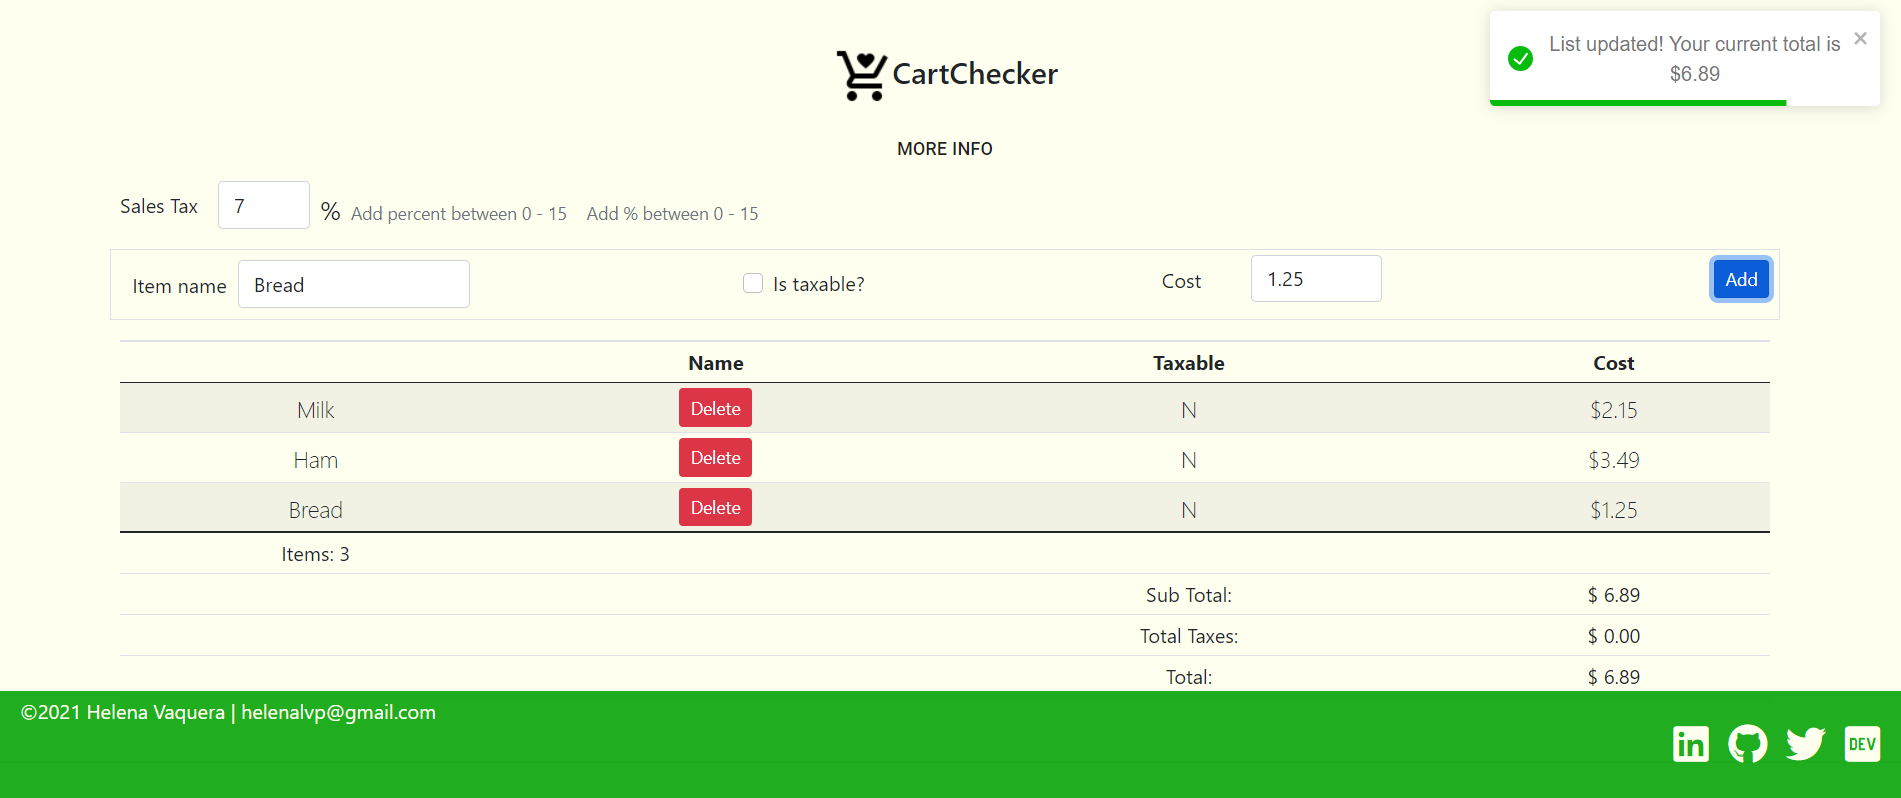 CartChecker
List updated! Your current total is
$6.89
MORE INFO
Sales Tax 7 % Add percent between 0 - 15 Add % between 0 - 15
Item name Bread Is taxable? Cost 1.25 Add
Name Taxable Cost
Milk Delete N $2.15
Ham Delete N $3.49
Bread Delete N $1.25
Items: 3
Sub Total: $ 6.89
Total Taxes: $ 0.00
Total: $ 6.89
©2021 Helena Vaquera | helenalvp@gmail.com
in DEV